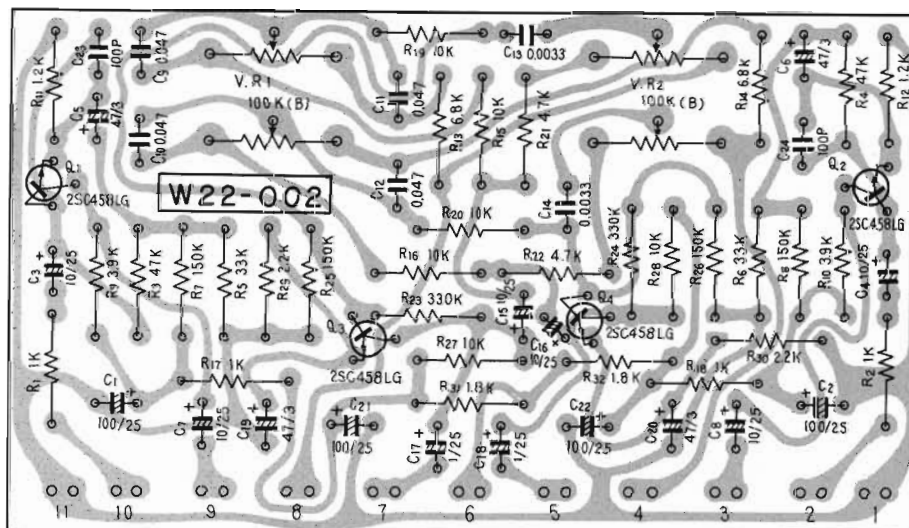 R11 1.2K
C23 100P
C9 0.047
R19 10K
C13 0.0033
C6 47/3
R4 47K
R12 1.2K
V.R1
100K(B)
C11 0.047
V.R2
100K(B)
R14 6.8K
C5 47/3
C10 0.047
R13 6.8K
R15 10K
R21 4.7K
C24 100P
Q1
2SC458LG
W22-002
C12 0.047
C14 0.0033
Q2
2SC458LG
R20 10K
R24 330K
R28 10K
R26 150K
R6 33K
R8 150K
R10 3.9K
C4 10/25
C3 10/25
R9 3.9K
R3 47K
R7 150K
R5 33K
R29 2.2K
R25 150K
R16 10K
R22 4.7K
R23 330K
C15 10/25
Q4
2SC458LG
Q3
2SC458LG
C16 10/25
R27 10K
R32 1.8K
R30 2.2K
R1 1K
R17 1K
R18 1K
R2 1K
C1
100/25
R31 1.8K
C2
100/25
C7 10/25
C19 47/3
C21
100/25
C17
1/25
C18
1/25
C22
100/25
C20 47/3
C8 10/25
11 10 9 8 7 6 5 4 3 2 1